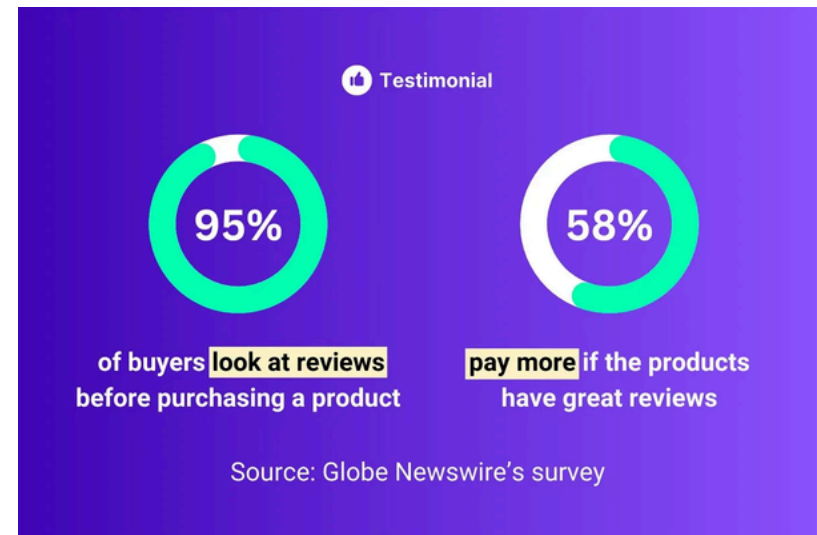 Testimonial
95%
of buyers look at reviews
before purchasing a product
58%
pay more if the products
have great reviews
Source: Globe Newswire's survey